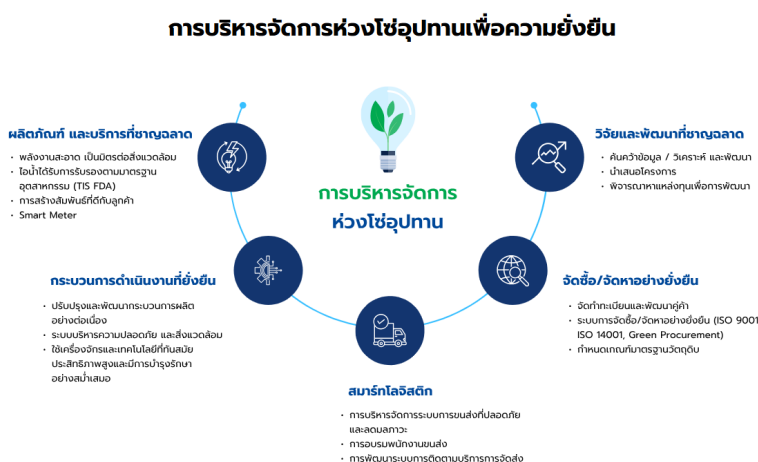 การบริหารจัดการห่วงโซ่อุปทานเพื่อความยั่งยืน
ผลิตภัณฑ์ และบริการที่ชาญฉลาด
• พลังงานสะอาด เป็นมิตรต่อสิ่งแวดล้อม
• ไอน้ำได้รับการรับรองตามมาตรฐาน
อุตสาหกรรม (TIS FDA)
• การสร้างสัมพันธ์ที่ดีกับลูกค้า
• Smart Meter
กระบวนการดำเนินงานที่ยั่งยืน
• ปรับปรุงและพัฒนากระบวนการผลิต
อย่างต่อเนื่อง
• ระบบบริหารความปลอดภัย และสิ่งแวดล้อม
• ใช้เครื่องจักรและเทคโนโลยีที่ทันสมัย
ประสิทธิภาพสูงและมีการบำรุงรักษา
อย่างสม่ำเสมอ
การบริหารจัดการ
ห่วงโซ่อุปทาน
สมาร์ทโลจิสติก
• การบริหารจัดการระบบการขนส่งที่ปลอดภัย
และลดมลภาวะ
• การอบรมพนักงานขนส่ง
• การพัฒนาระบบการติดตามบริการการจัดส่ง
วิจัยและพัฒนาที่ชาญฉลาด
• ค้นคว้าข้อมูล / วิเคราะห์ และพัฒนา
• นำเสนอโครงการ
• พิจารณาหาแหล่งทุนเพื่อการพัฒนา
จัดซื้อ/จัดหาอย่างยั่งยืน
• จัดทำทะเบียนและพัฒนาคู่ค้า
• ระบบการจัดซื้อ/จัดหาอย่างยั่งยืน (ISO 9001
ISO 14001, Green Procurement)
• กำหนดเกณฑ์มาตรฐานวัตถุดิบ